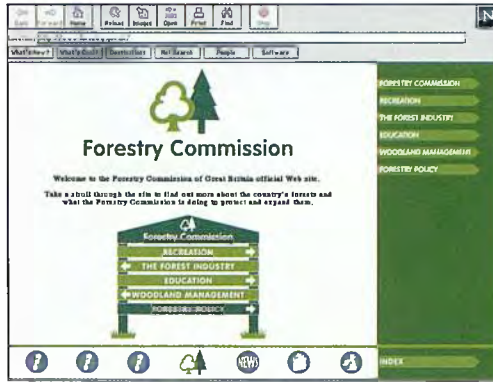 Back Forward Home Reload Images Open Print Find Stop
N
What's New? What's Cool? Destinations Net Search People Software
FORESTRY COMMISSION
RECREATION
THE FOREST INDUSTRY
EDUCATION
WOODLAND MANAGEMENT
FORESTRY POLICY
Forestry Commission
Welcome to the Forestry Commission of Great Britain official Web site.
Take a stroll through the site to find out more about the country's forests and
what the Forestry Commission is doing to protect and expand them.
Forestry Commission
RECREATION
THE FOREST INDUSTRY
EDUCATION
WOODLAND MANAGEMENT
FORESTRY POLICY
NEWS
INDEX